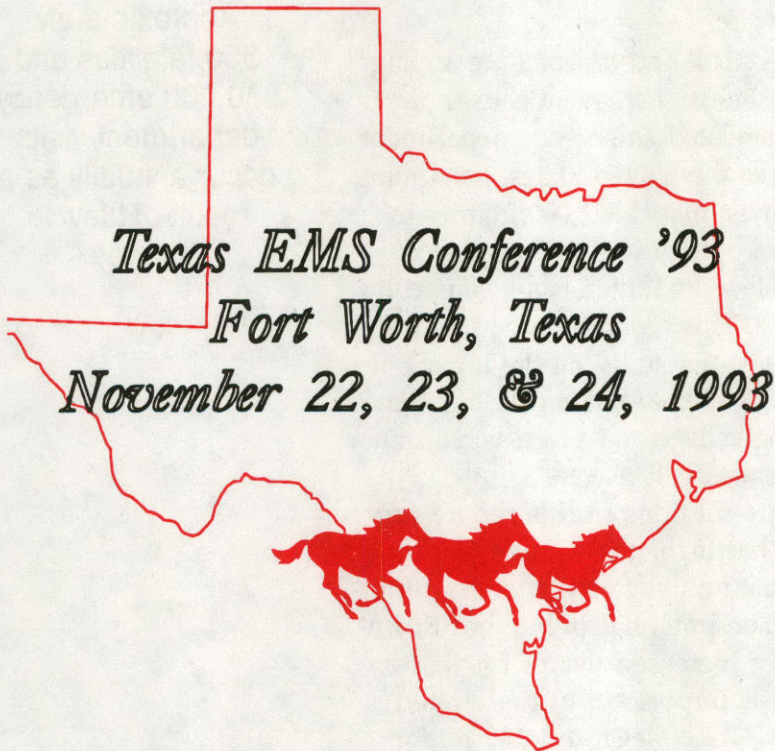 Texas EMS Conference '93
Fort Worth, Texas
November 22, 23, & 24, 1993